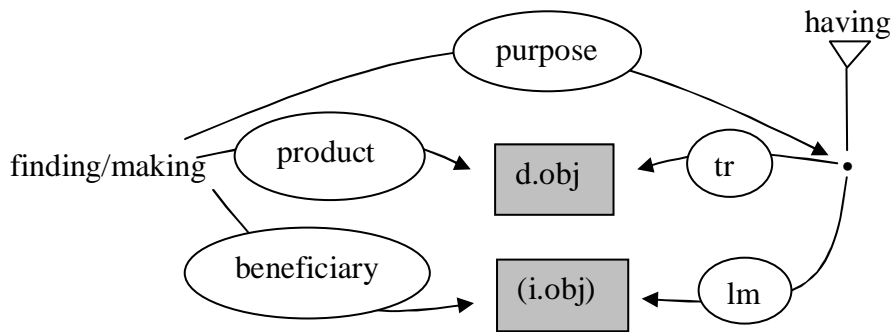 having
purpose
product
finding/making
d.obj
tr
beneficiary
(i.obj)
lm